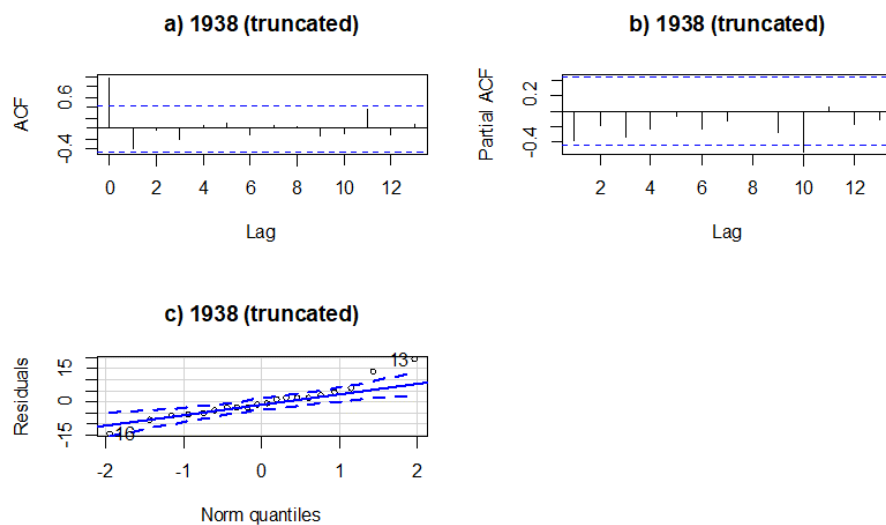 a) 1938 (truncated)
b) 1938 (truncated)
ACF
0.6
-0.4
0 2 4 6 8 10 12
Lag
Partial ACF
0.2
-0.4
2 4 6 8 10 12
Lag
c) 1938 (truncated)
Residuals
15
0
-15
13
16
-2 -1 0 1 2
Norm quantiles